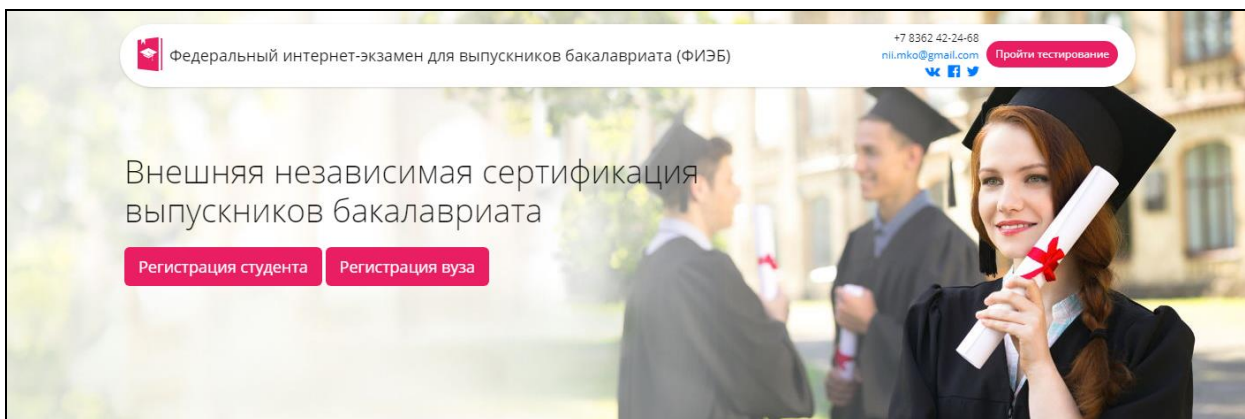 Федеральный интернет-экзамен для выпускников бакалавриата (ФИЭБ)
+7 8362 42-24-68
nii.mko@gmail.com
Пройти тестирование
Внешняя независимая сертификация
выпускников бакалавриата
Регистрация студента
Регистрация вуза